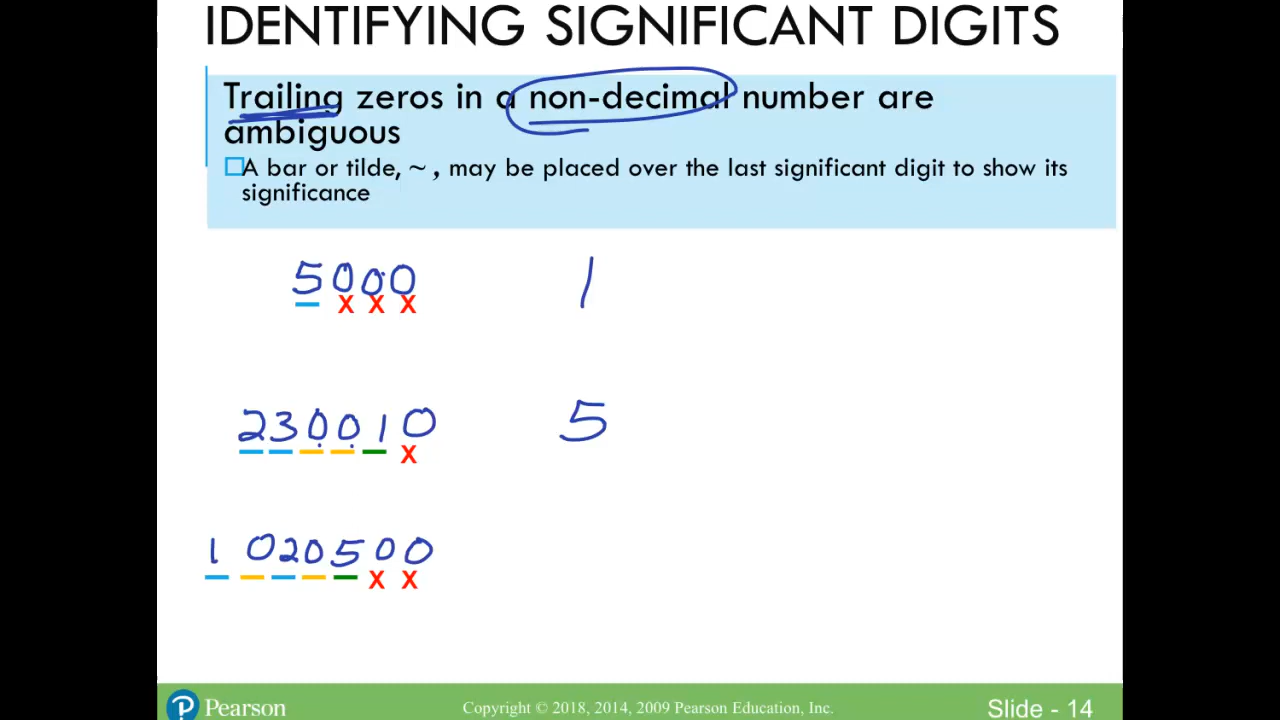 IDENTIFYING SIGNIFICANT DIGITS
Trailing zeros in a non-decimal number are
ambiguous
A bar or tilde, ~ , may be placed over the last significant digit to show its
significance
5000 1
X X X
230010 5
X
1 020500
X X
P Pearson
Copyright © 2018, 2014, 2009 Pearson Education, Inc.
Slide - 14